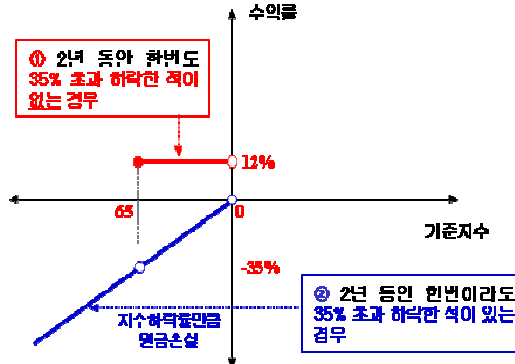 수익률
① 2년 동안 한번도
35% 초과 하락한 적이
없는 경우
12%
65
0
기준지수
-35%
지수하락률만큼
원금손실
② 2년 동안 한번이라도
35% 초과 하락한 적이 있는
경우